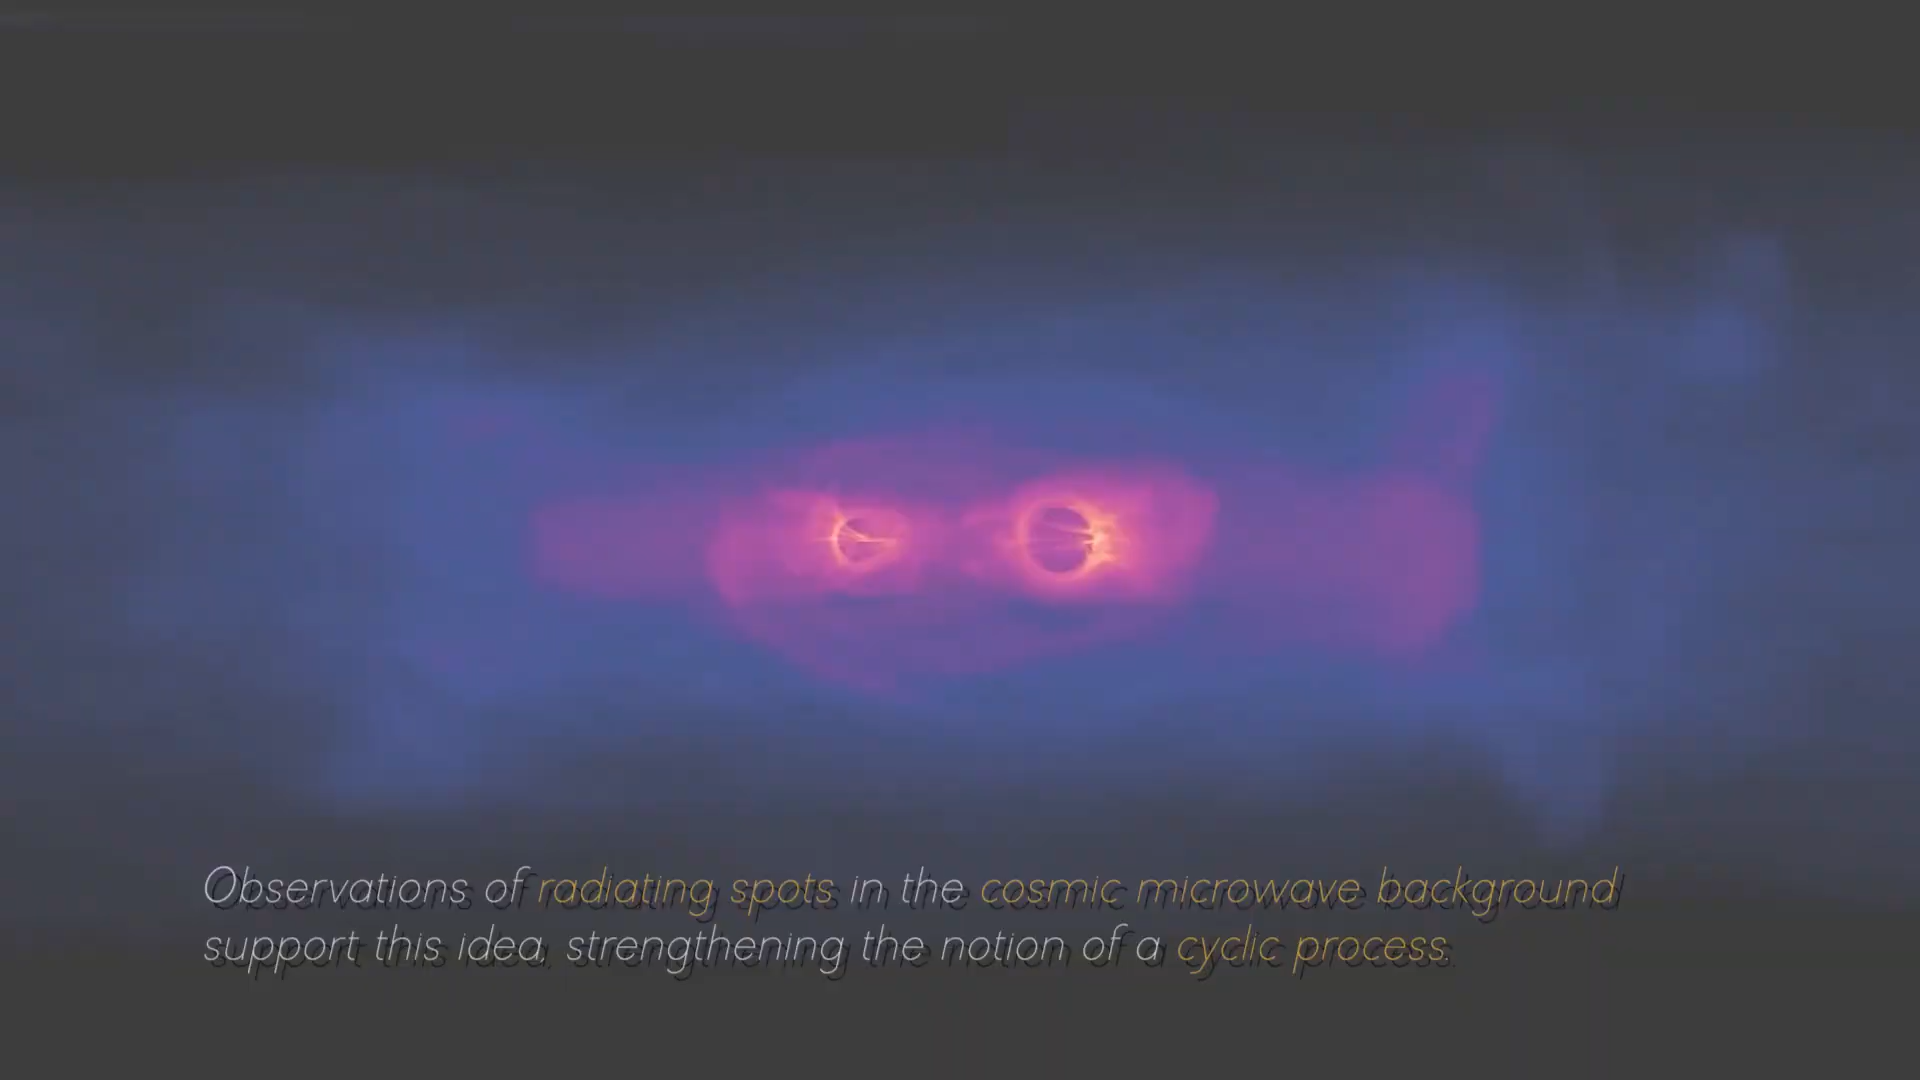 Observations of radiating spots in the cosmic microwave background
support this idea, strengthening the notion of a cyclic process.